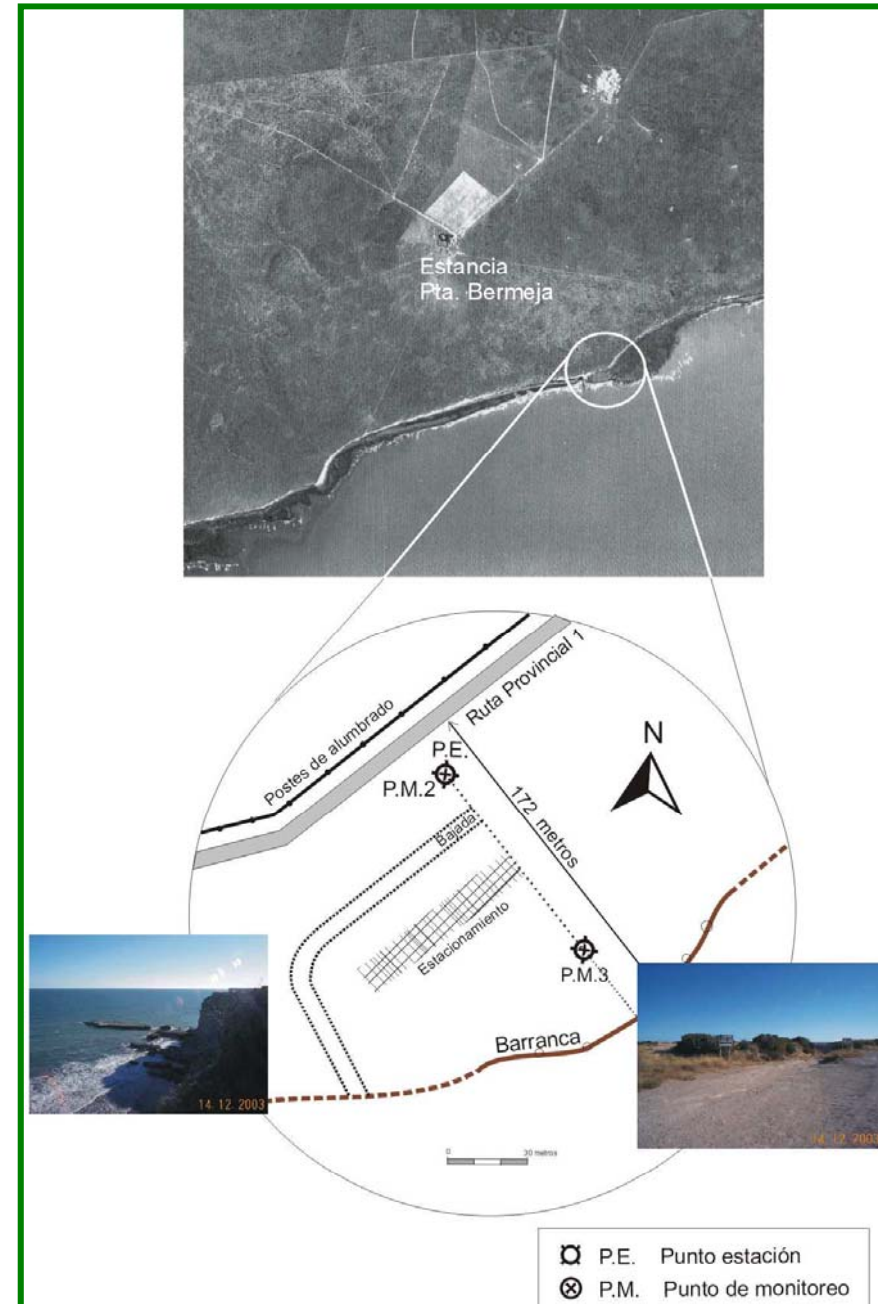 Estancia
Pta. Bermeja
Ruta Provincial 1
Postes de alumbrado
P.E.
P.M.2
N
172 metros
Bajada
Estacionamiento
P.M.3
Barranca
14.12.2003
14.12.2003
0 30 metros
P.E. Punto estación
P.M. Punto de monitoreo